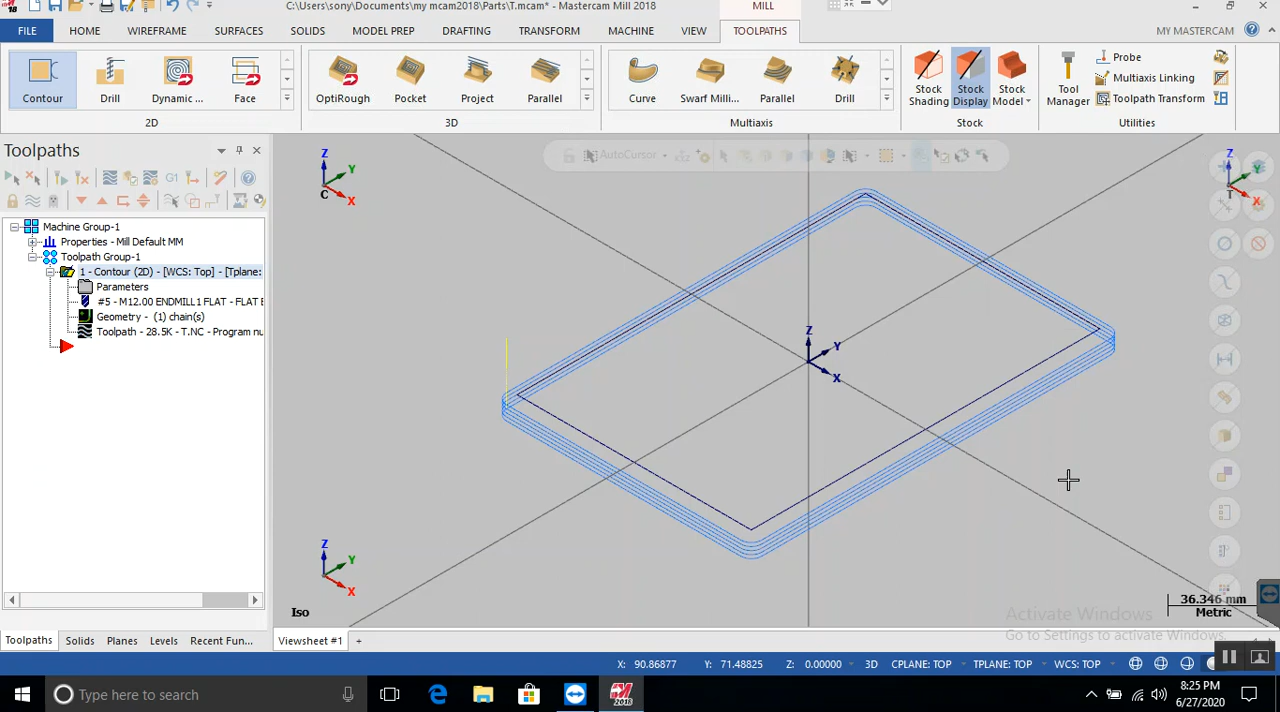 C:\Users\sony\Documents\my mcam2018\Parts\T.mcam* - Mastercam Mill 2018
MILL
FILE HOME WIREFRAME SURFACES SOLIDS MODEL PREP DRAFTING TRANSFORM MACHINE VIEW TOOLPATHS MY MASTERCAM
Contour Drill Dynamic ... Face OptiRough Pocket Project Parallel Curve Swarf Milli... Parallel Drill Stock Shading Stock Display Stock Model Tool Manager
Probe
Multiaxis Linking
Toolpath Transform
2D 3D Multiaxis Stock Utilities
Toolpaths
AutoCursor
G1
Machine Group-1
Properties - Mill Default MM
Toolpath Group-1
1 - Contour (2D) - [WCS: Top] - [Tplane:
Parameters
#5 - M12.00 ENDMILL1 FLAT - FLAT E
Geometry - (1) chain(s)
Toolpath - 28.5K - T.NC - Program nu
Z
Y
X
C
Z
Y
X
T
Z
Y
X
Z
Y
X
Iso
36.346 mm
Metric
Activate Windows
Go to Settings to activate Windows.
Toolpaths Solids Planes Levels Recent Fun... Viewsheet #1 +
X: 90.86877 Y: 71.48825 Z: 0.00000 3D CPLANE: TOP TPLANE: TOP WCS: TOP
Type here to search
2018
8:25 PM
6/27/2020